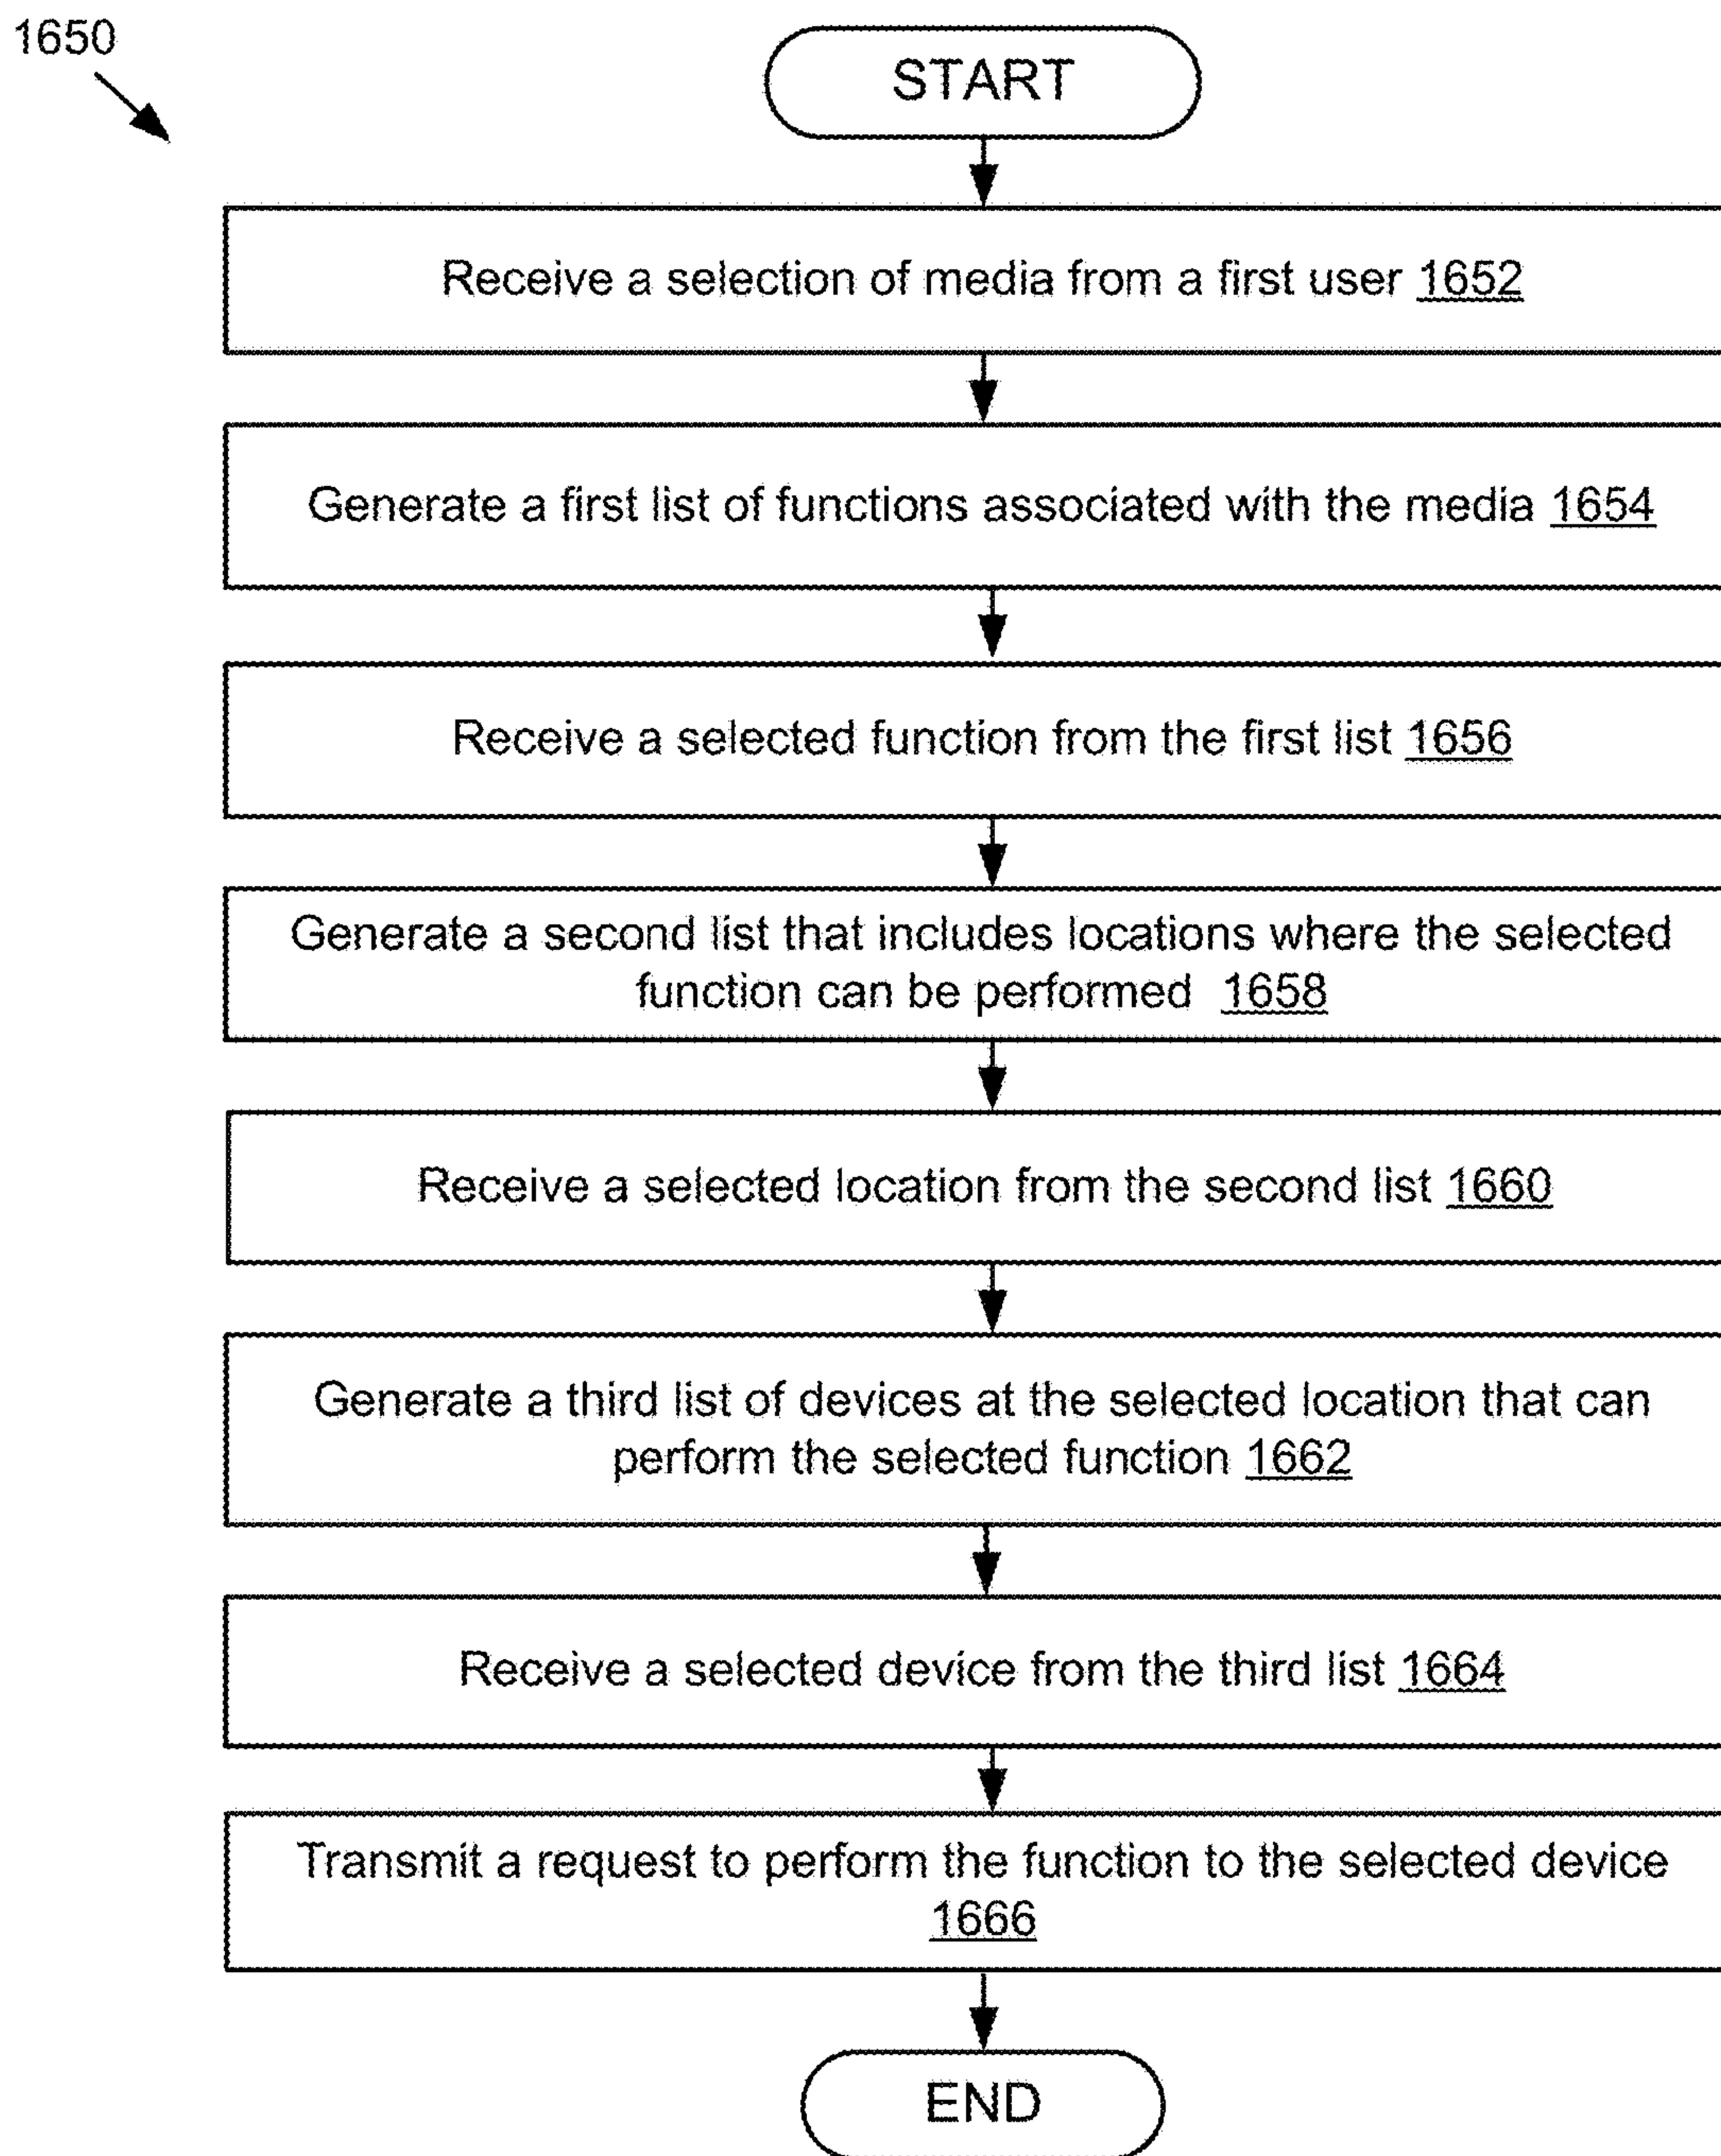 1650
START
Receive a selection of media from a first user 1652
Generate a first list of functions associated with the media 1654
Receive a selected function from the first list 1656
Generate a second list that includes locations where the selected
function can be performed 1658
Receive a selected location from the second list 1660
Generate a third list of devices at the selected location that can
perform the selected function 1662
Receive a selected device from the third list 1664
Transmit a request to perform the function to the selected device
1666
END